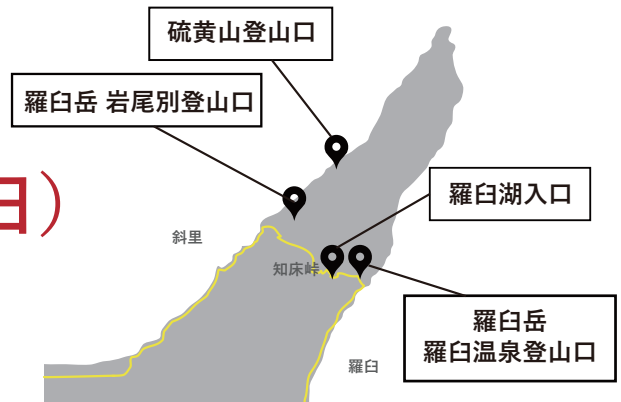 硫黄山登山口
羅臼岳 岩尾別登山口
日）
羅臼湖入口
斜里
知床峠
羅臼岳
羅臼温泉登山口
羅臼